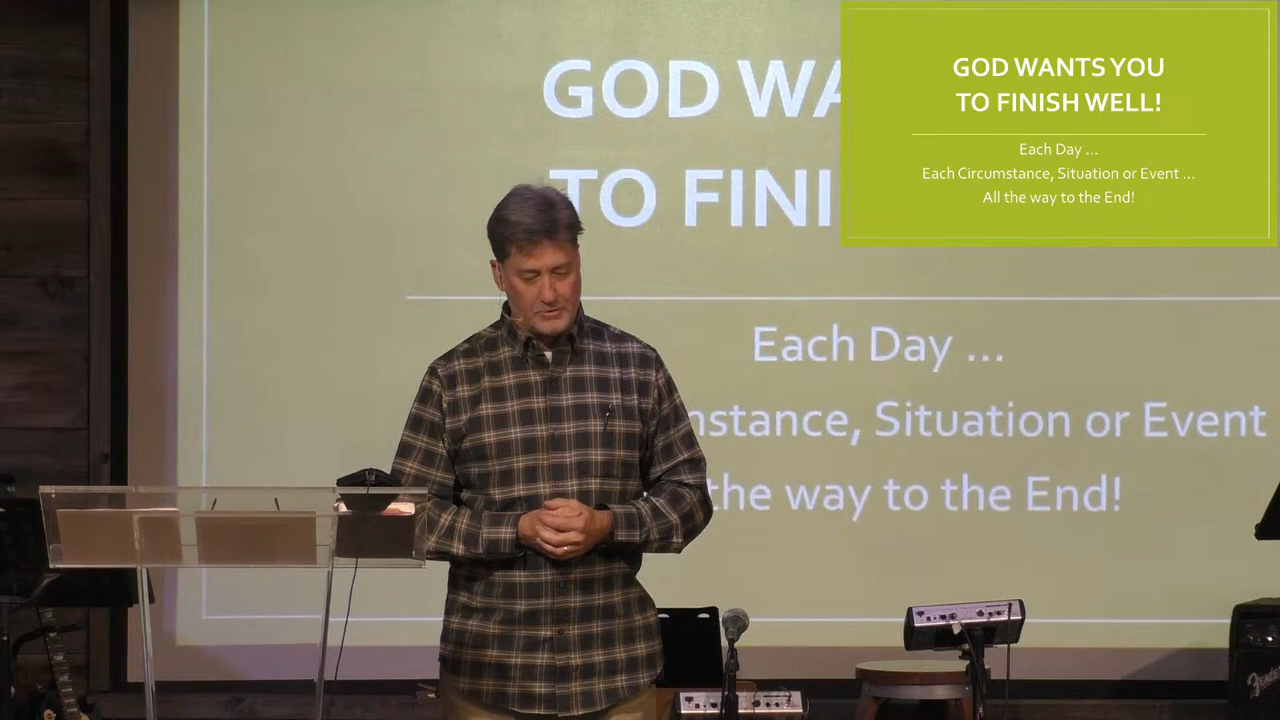 GOD WA
TO FINI
Each Day ...
nstance, Situation or Event
the way to the End!
GOD WANTS YOU
TO FINISH WELL!
Each Day ...
Each Circumstance, Situation or Event ...
All the way to the End!
Fender